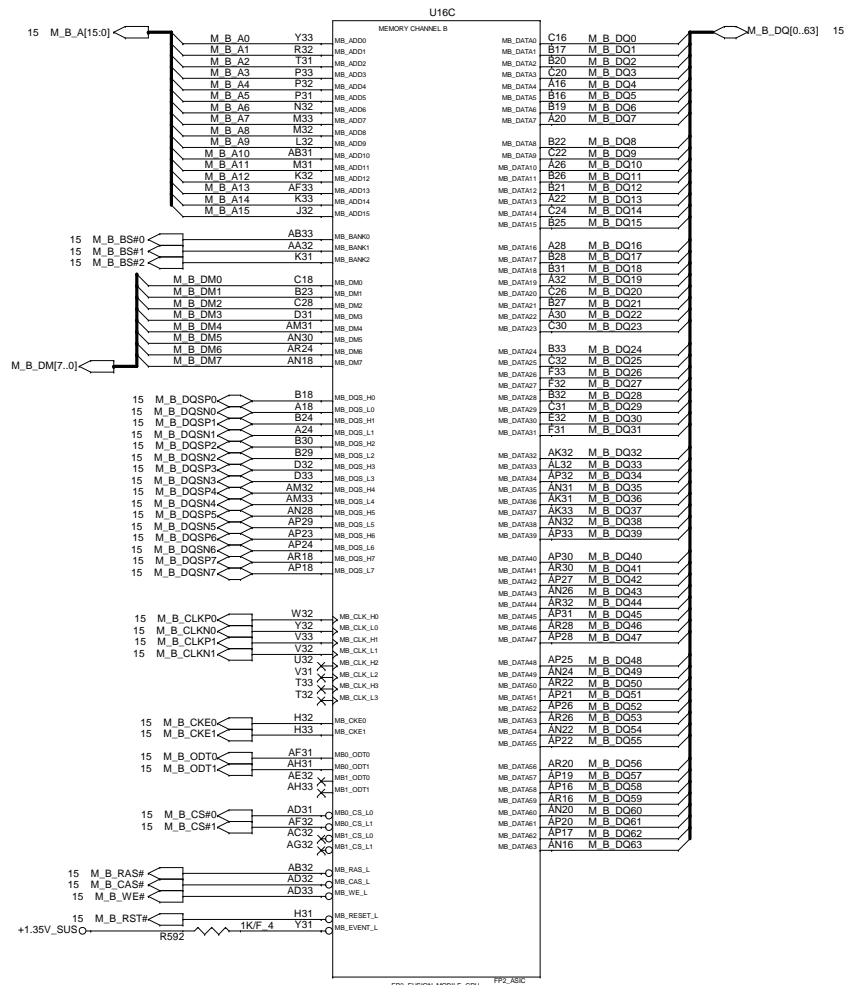 U16C
MEMORY CHANNEL B
15 M_B_A[15:0]
M_B_DQ[0..63] 15
M_B_A0 Y33 MB_ADD0
M_B_A1 R32 MB_ADD1
M_B_A2 T31 MB_ADD2
M_B_A3 P33 MB_ADD3
M_B_A4 P32 MB_ADD4
M_B_A5 P31 MB_ADD5
M_B_A6 N32 MB_ADD6
M_B_A7 M33 MB_ADD7
M_B_A8 M32 MB_ADD8
M_B_A9 L32 MB_ADD9
M_B_A10 AB31 MB_ADD10
M_B_A11 M31 MB_ADD11
M_B_A12 K32 MB_ADD12
M_B_A13 AF33 MB_ADD13
M_B_A14 K33 MB_ADD14
M_B_A15 J32 MB_ADD15
15 M_B_BS#0 AB33 MB_BANK0
15 M_B_BS#1 AA32 MB_BANK1
15 M_B_BS#2 K31 MB_BANK2
M_B_DM0 C18 MB_DM0
M_B_DM1 B23 MB_DM1
M_B_DM2 C28 MB_DM2
M_B_DM3 D31 MB_DM3
M_B_DM4 AM31 MB_DM4
M_B_DM5 AN30 MB_DM5
M_B_DM6 AR24 MB_DM6
M_B_DM7 AN18 MB_DM7
M_B_DM[7..0]
15 M_B_DQSP0 B18 MB_DQS_H0
15 M_B_DQSN0 A18 MB_DQS_L0
15 M_B_DQSP1 B24 MB_DQS_H1
15 M_B_DQSN1 A24 MB_DQS_L1
15 M_B_DQSP2 B30 MB_DQS_H2
15 M_B_DQSN2 B29 MB_DQS_L2
15 M_B_DQSP3 D32 MB_DQS_H3
15 M_B_DQSN3 D33 MB_DQS_L3
15 M_B_DQSP4 AM32 MB_DQS_H4
15 M_B_DQSN4 AM33 MB_DQS_L4
15 M_B_DQSP5 AN28 MB_DQS_H5
15 M_B_DQSN5 AP29 MB_DQS_L5
15 M_B_DQSP6 AP23 MB_DQS_H6
15 M_B_DQSN6 AP24 MB_DQS_L6
15 M_B_DQSP7 AR18 MB_DQS_H7
15 M_B_DQSN7 AP18 MB_DQS_L7
15 M_B_CLKP0 W32 MB_CLK_H0
15 M_B_CLKN0 Y32 MB_CLK_L0
15 M_B_CLKP1 V33 MB_CLK_H1
15 M_B_CLKN1 V32 MB_CLK_L1
U32 MB_CLK_H2
V31 MB_CLK_L2
T33 MB_CLK_H3
T32 MB_CLK_L3
15 M_B_CKE0 H32 MB_CKE0
15 M_B_CKE1 H33 MB_CKE1
15 M_B_ODT0 AF31 MB0_ODT0
15 M_B_ODT1 AH31 MB0_ODT1
AE32 MB1_ODT0
AH33 MB1_ODT1
15 M_B_CS#0 AD31 MB0_CS_L0
15 M_B_CS#1 AF32 MB0_CS_L1
AC32 MB1_CS_L0
AG32 MB1_CS_L1
15 M_B_RAS# AB32 MB_RAS_L
15 M_B_CAS# AD32 MB_CAS_L
15 M_B_WE# AD33 MB_WE_L
15 M_B_RST# H31 MB_RESET_L
+1.35V_SUS R592 1K/F_4 Y31 MB_EVENT_L
MB_DATA0 C16 M_B_DQ0
MB_DATA1 B17 M_B_DQ1
MB_DATA2 B20 M_B_DQ2
MB_DATA3 C20 M_B_DQ3
MB_DATA4 A16 M_B_DQ4
MB_DATA5 B16 M_B_DQ5
MB_DATA6 B19 M_B_DQ6
MB_DATA7 A20 M_B_DQ7
MB_DATA8 B22 M_B_DQ8
MB_DATA9 C22 M_B_DQ9
MB_DATA10 A26 M_B_DQ10
MB_DATA11 B26 M_B_DQ11
MB_DATA12 B21 M_B_DQ12
MB_DATA13 A22 M_B_DQ13
MB_DATA14 C24 M_B_DQ14
MB_DATA15 B25 M_B_DQ15
MB_DATA16 A28 M_B_DQ16
MB_DATA17 B28 M_B_DQ17
MB_DATA18 B31 M_B_DQ18
MB_DATA19 A32 M_B_DQ19
MB_DATA20 C26 M_B_DQ20
MB_DATA21 B27 M_B_DQ21
MB_DATA22 A30 M_B_DQ22
MB_DATA23 C30 M_B_DQ23
MB_DATA24 B33 M_B_DQ24
MB_DATA25 C32 M_B_DQ25
MB_DATA26 F33 M_B_DQ26
MB_DATA27 F32 M_B_DQ27
MB_DATA28 B32 M_B_DQ28
MB_DATA29 C31 M_B_DQ29
MB_DATA30 E32 M_B_DQ30
MB_DATA31 F31 M_B_DQ31
MB_DATA32 AK32 M_B_DQ32
MB_DATA33 AL32 M_B_DQ33
MB_DATA34 AP32 M_B_DQ34
MB_DATA35 AN31 M_B_DQ35
MB_DATA36 AK31 M_B_DQ36
MB_DATA37 AK33 M_B_DQ37
MB_DATA38 AN32 M_B_DQ38
MB_DATA39 AP33 M_B_DQ39
MB_DATA40 AP30 M_B_DQ40
MB_DATA41 AR30 M_B_DQ41
MB_DATA42 AP27 M_B_DQ42
MB_DATA43 AN26 M_B_DQ43
MB_DATA44 AR32 M_B_DQ44
MB_DATA45 AP31 M_B_DQ45
MB_DATA46 AR28 M_B_DQ46
MB_DATA47 AP28 M_B_DQ47
MB_DATA48 AP25 M_B_DQ48
MB_DATA49 AN24 M_B_DQ49
MB_DATA50 AR22 M_B_DQ50
MB_DATA51 AP21 M_B_DQ51
MB_DATA52 AP26 M_B_DQ52
MB_DATA53 AR26 M_B_DQ53
MB_DATA54 AN22 M_B_DQ54
MB_DATA55 AP22 M_B_DQ55
MB_DATA56 AR20 M_B_DQ56
MB_DATA57 AP19 M_B_DQ57
MB_DATA58 AP16 M_B_DQ58
MB_DATA59 AR16 M_B_DQ59
MB_DATA60 AN20 M_B_DQ60
MB_DATA61 AP20 M_B_DQ61
MB_DATA62 AP17 M_B_DQ62
MB_DATA63 AN16 M_B_DQ63
FP2_ASIC